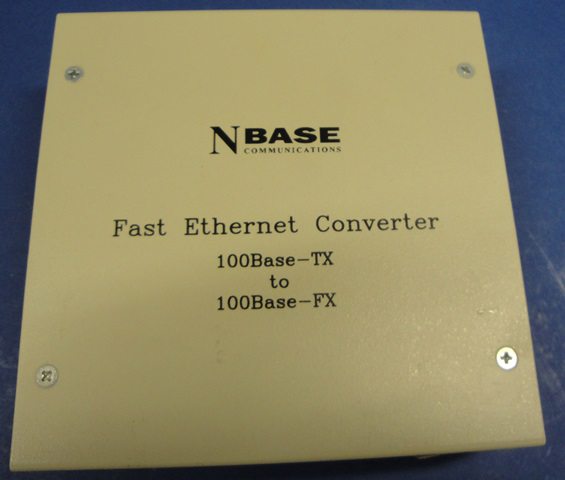 NBASE
COMMUNICATIONS
Fast Ethernet Converter
100Base-TX
to
100Base-FX